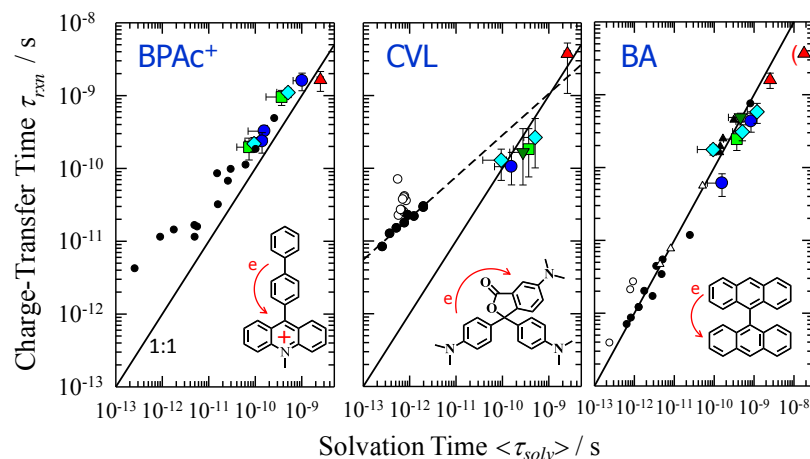 Charge-Transfer Time τrxn / s
10⁻⁸
10⁻⁹
10⁻¹⁰
10⁻¹¹
10⁻¹²
10⁻¹³
BPAc⁺
CVL
BA
(
e
+
N
1:1
e
O
O
N
N
N
e
10⁻¹³ 10⁻¹² 10⁻¹¹ 10⁻¹⁰ 10⁻⁹
10⁻¹³ 10⁻¹² 10⁻¹¹ 10⁻¹⁰ 10⁻⁹
10⁻¹³ 10⁻¹² 10⁻¹¹ 10⁻¹⁰ 10⁻⁹ 10⁻⁸
Solvation Time <τsolv> / s